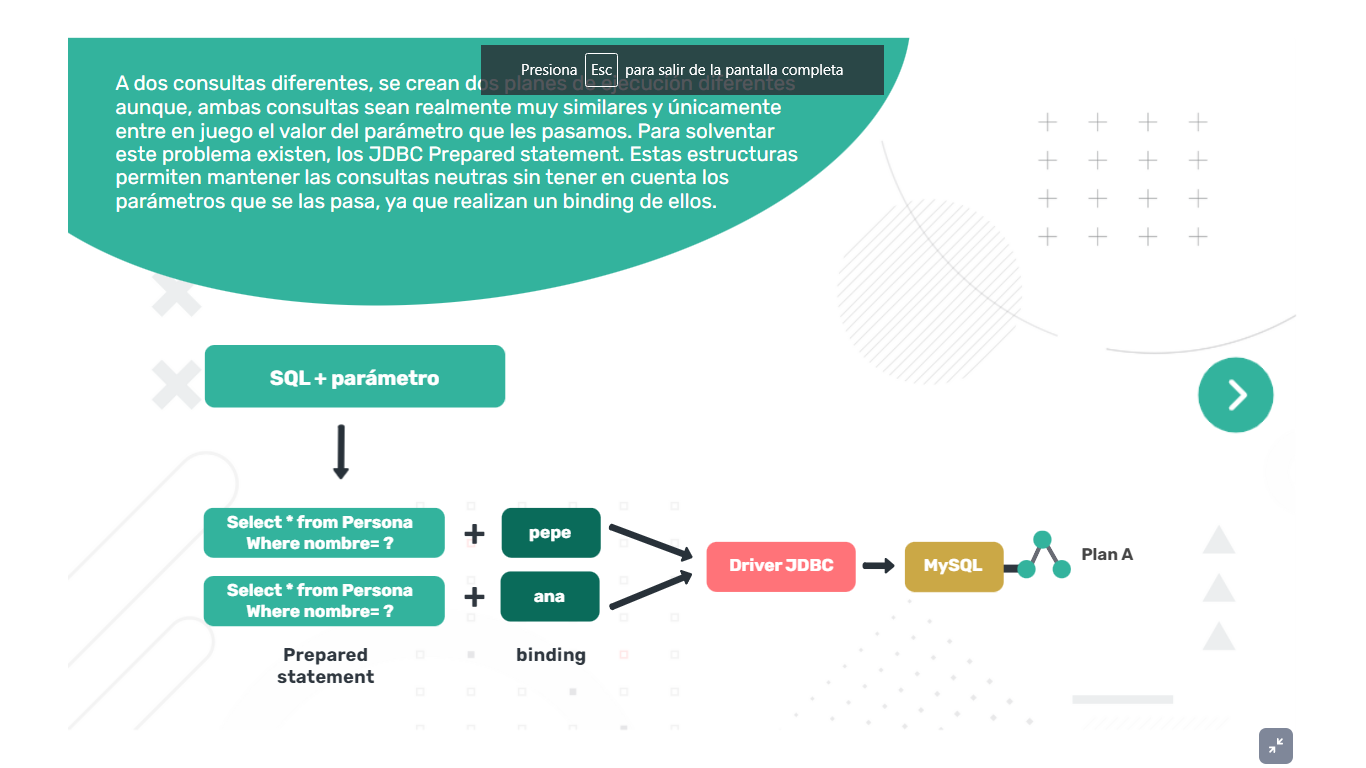 Presiona Esc para salir de la pantalla completa
A dos consultas diferentes, se crean dos planes de ejecución diferentes
aunque, ambas consultas sean realmente muy similares y únicamente
entre en juego el valor del parámetro que les pasamos. Para solventar
este problema existen, los JDBC Prepared statement. Estas estructuras
permiten mantener las consultas neutras sin tener en cuenta los
parámetros que se las pasa, ya que realizan un binding de ellos.
SQL + parámetro
Select * from Persona
Where nombre= ?
+
pepe
Select * from Persona
Where nombre= ?
+
ana
Driver JDBC
MySQL
Plan A
Prepared
statement
binding